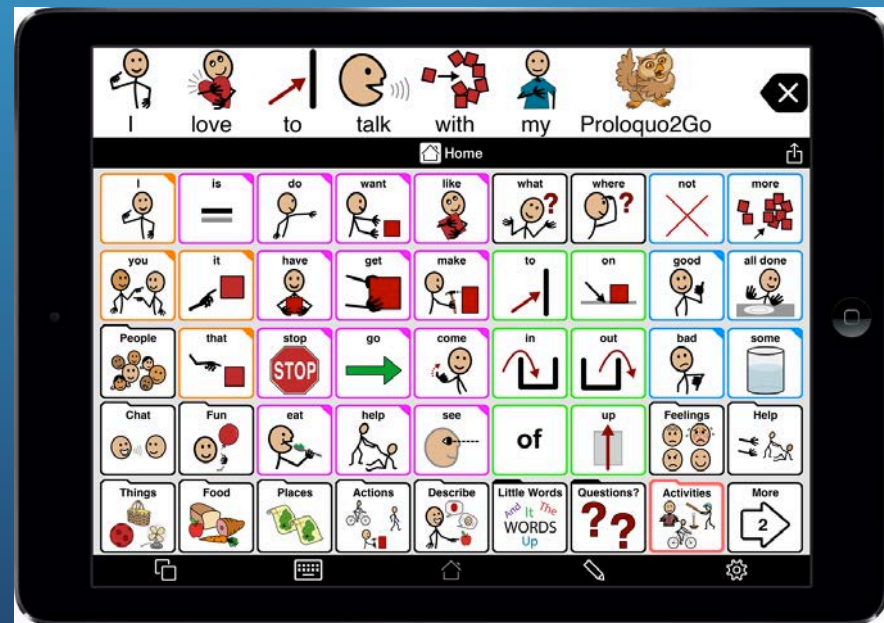 I love to talk with my Proloquo2Go
Home
I is do want like what where not more
you it have get make to on good all done
People that stop go come in out bad some
STOP
Chat Fun eat help see of up Feelings Help
Things Food Places Actions Describe Little Words Questions? Activities More
And It The
WORDS
Up
2